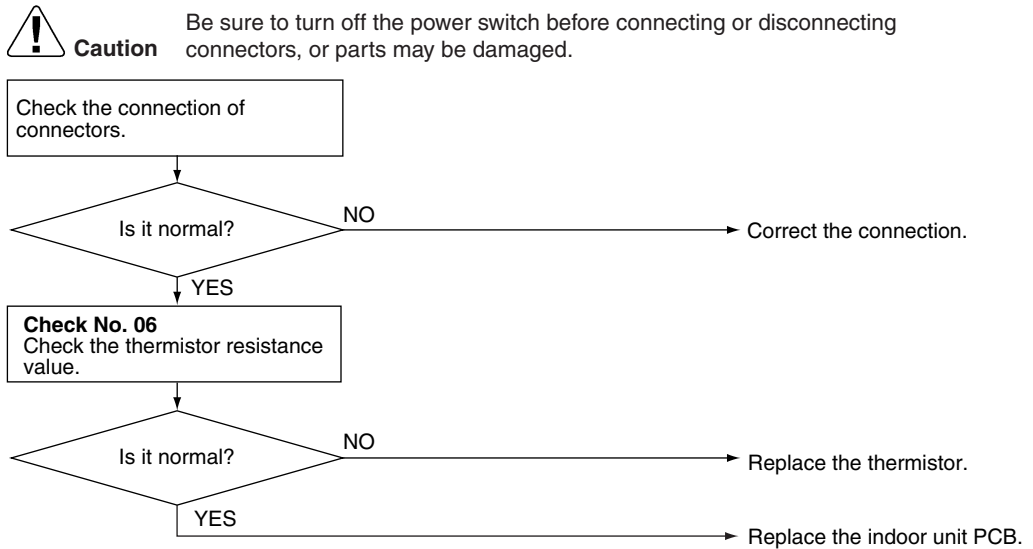 Be sure to turn off the power switch before connecting or disconnecting
Caution connectors, or parts may be damaged.
Check the connection of
connectors.
Is it normal?
NO
Correct the connection.
YES
Check No. 06
Check the thermistor resistance
value.
Is it normal?
NO
Replace the thermistor.
YES
Replace the indoor unit PCB.